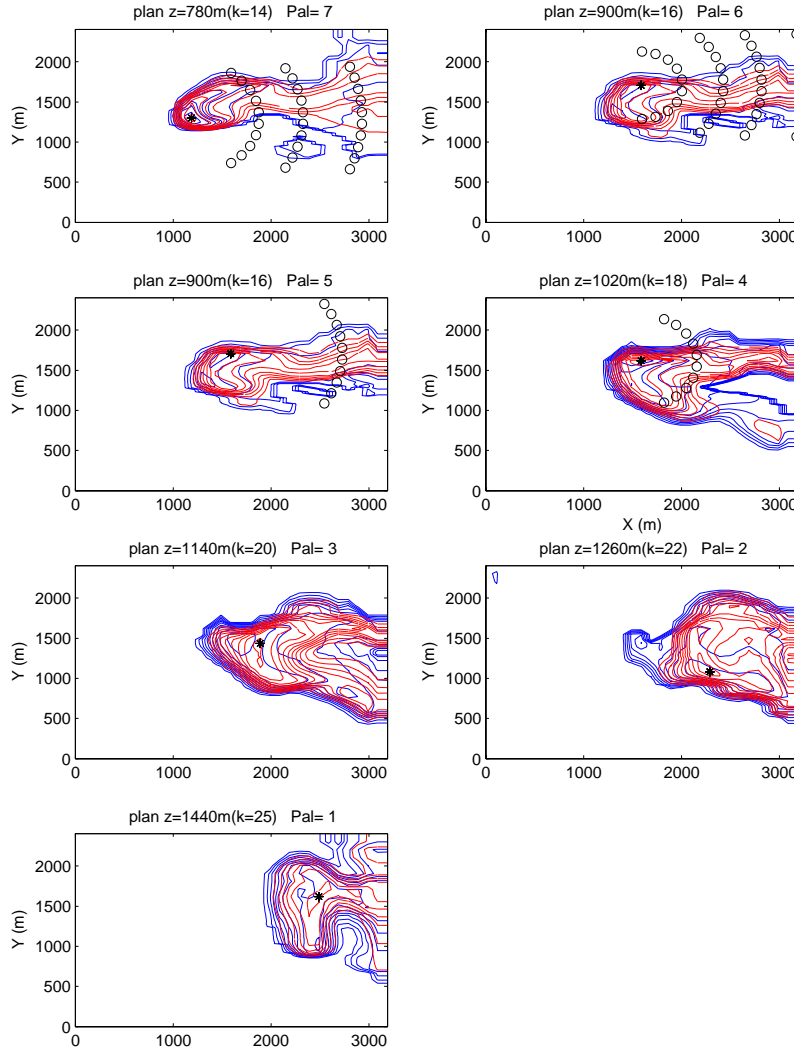 plan z=780m(k=14) Pal= 7
2000
1500
1000
500
0
Y (m)
0 1000 2000 3000
plan z=900m(k=16) Pal= 6
2000
1500
1000
500
0
Y (m)
0 1000 2000 3000
plan z=900m(k=16) Pal= 5
2000
1500
1000
500
0
Y (m)
0 1000 2000 3000
plan z=1020m(k=18) Pal= 4
2000
1500
1000
500
0
Y (m)
0 1000 2000 3000
X (m)
plan z=1140m(k=20) Pal= 3
2000
1500
1000
500
0
Y (m)
0 1000 2000 3000
plan z=1260m(k=22) Pal= 2
2000
1500
1000
500
0
Y (m)
0 1000 2000 3000
plan z=1440m(k=25) Pal= 1
2000
1500
1000
500
0
Y (m)
0 1000 2000 3000